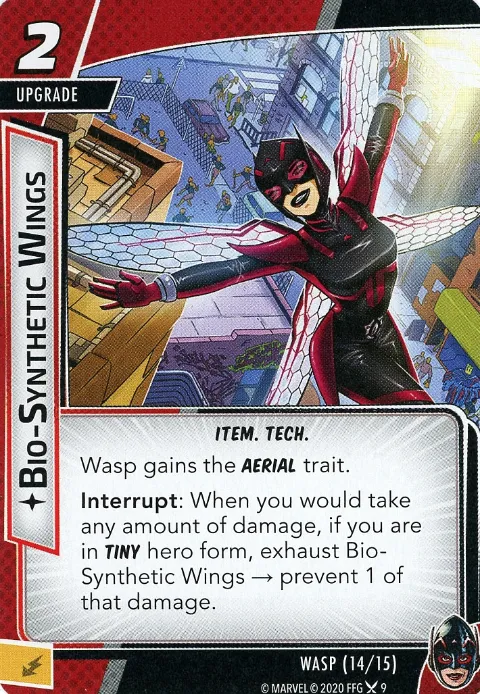 2
UPGRADE
Bio-Synthetic Wings
ITEM. TECH.
Wasp gains the AERIAL trait.
Interrupt: When you would take
any amount of damage, if you are
in TINY hero form, exhaust Bio-
Synthetic Wings → prevent 1 of
that damage.
WASP (14/15)
© MARVEL © 2020 FFG 9